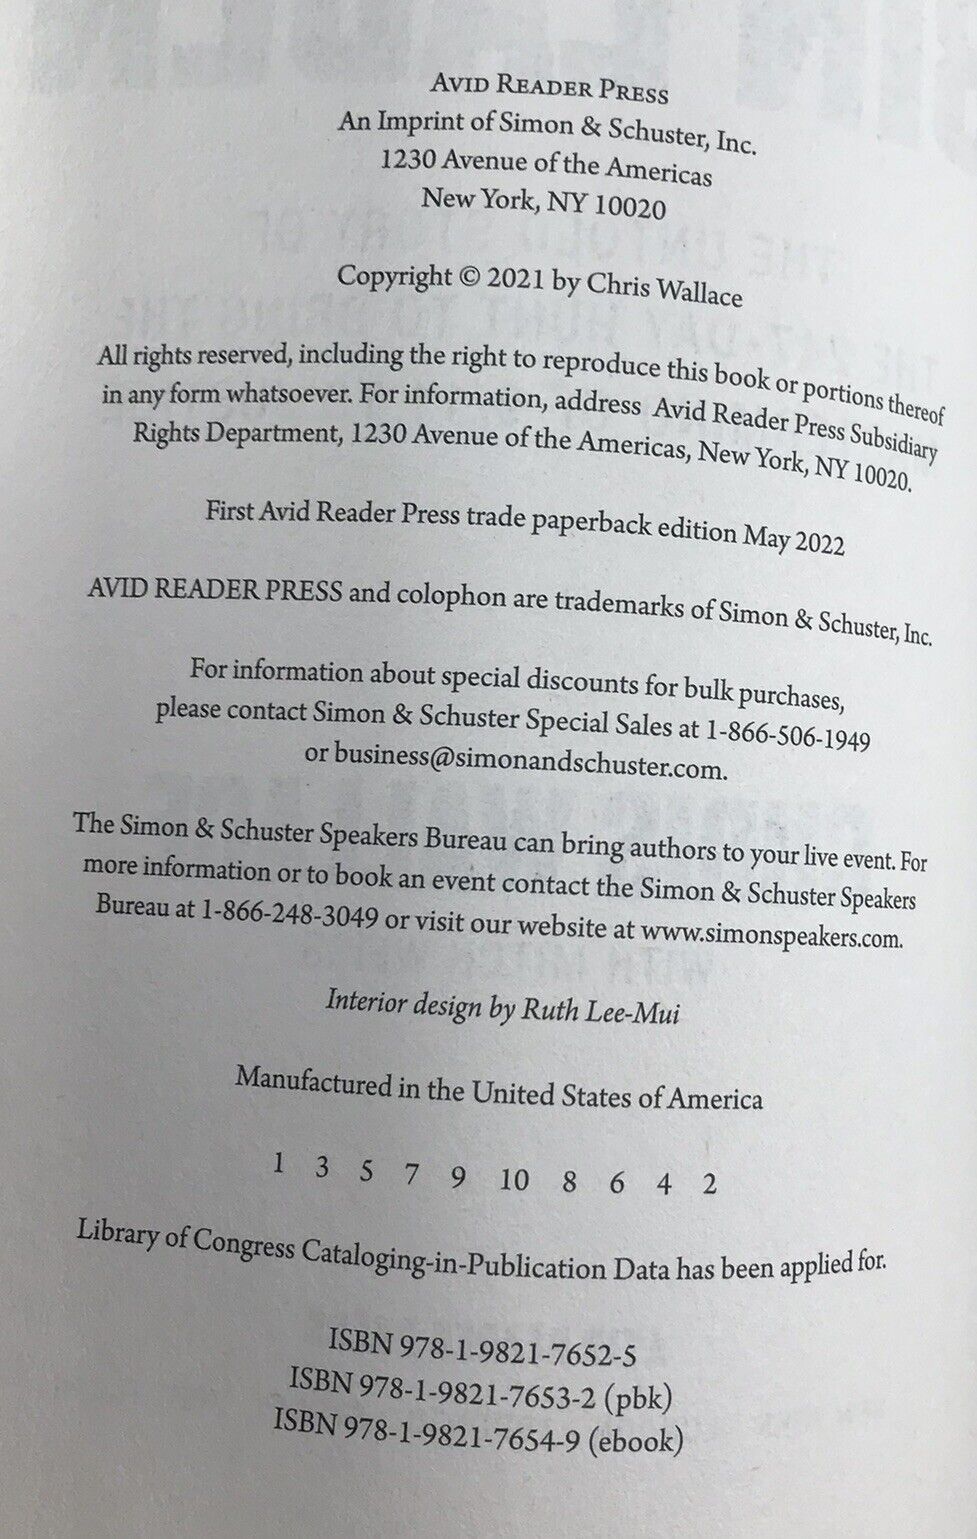 AVID READER PRESS
An Imprint of Simon & Schuster, Inc.
1230 Avenue of the Americas
New York, NY 10020
Copyright © 2021 by Chris Wallace
All rights reserved, including the right to reproduce this book or portions thereof
in any form whatsoever. For information, address Avid Reader Press Subsidiary
Rights Department, 1230 Avenue of the Americas, New York, NY 10020.
First Avid Reader Press trade paperback edition May 2022
AVID READER PRESS and colophon are trademarks of Simon & Schuster, Inc.
For information about special discounts for bulk purchases,
please contact Simon & Schuster Special Sales at 1-866-506-1949
or business@simonandschuster.com.
The Simon & Schuster Speakers Bureau can bring authors to your live event. For
more information or to book an event contact the Simon & Schuster Speakers
Bureau at 1-866-248-3049 or visit our website at www.simonspeakers.com.
Interior design by Ruth Lee-Mui
Manufactured in the United States of America
1 3 5 7 9 10 8 6 4 2
Library of Congress Cataloging-in-Publication Data has been applied for.
ISBN 978-1-9821-7652-5
ISBN 978-1-9821-7653-2 (pbk)
ISBN 978-1-9821-7654-9 (ebook)